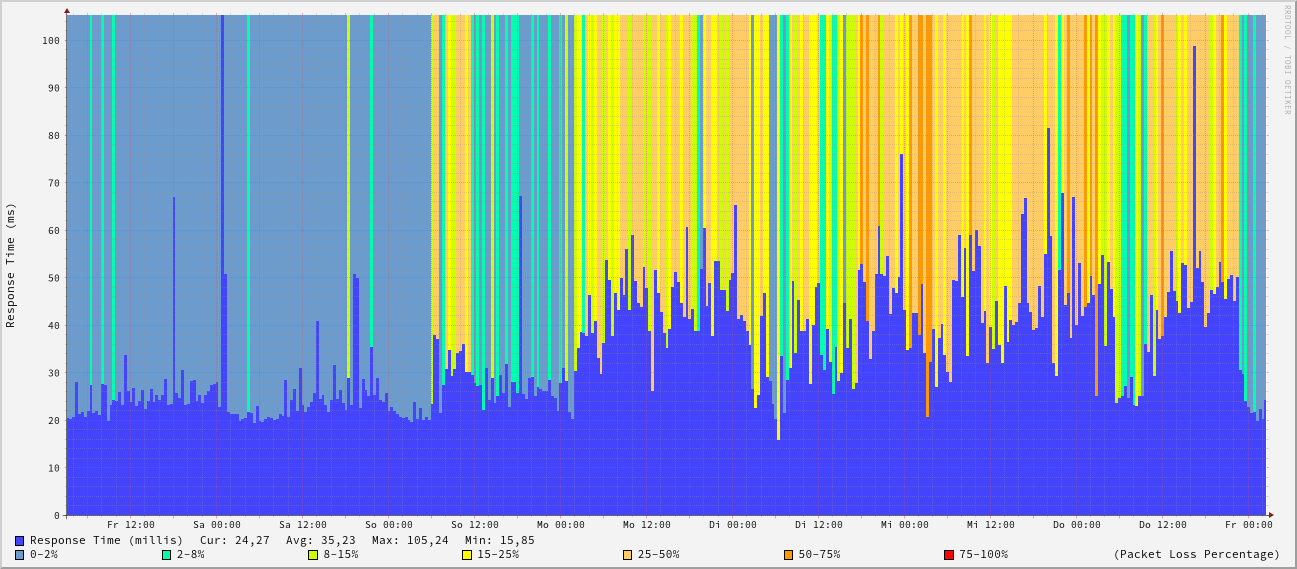 RRDTOOL / TOBI OETIKER
Response Time (ms)
100
90
80
70
60
50
40
30
20
10
0
Fr 12:00 Sa 00:00 Sa 12:00 So 00:00 So 12:00 Mo 00:00 Mo 12:00 Di 00:00 Di 12:00 Mi 00:00 Mi 12:00 Do 00:00 Do 12:00 Fr 00:00
Response Time (millis) Cur: 24,27 Avg: 35,23 Max: 105,24 Min: 15,85
0-2% 2-8% 8-15% 15-25% 25-50% 50-75% 75-100% (Packet Loss Percentage)